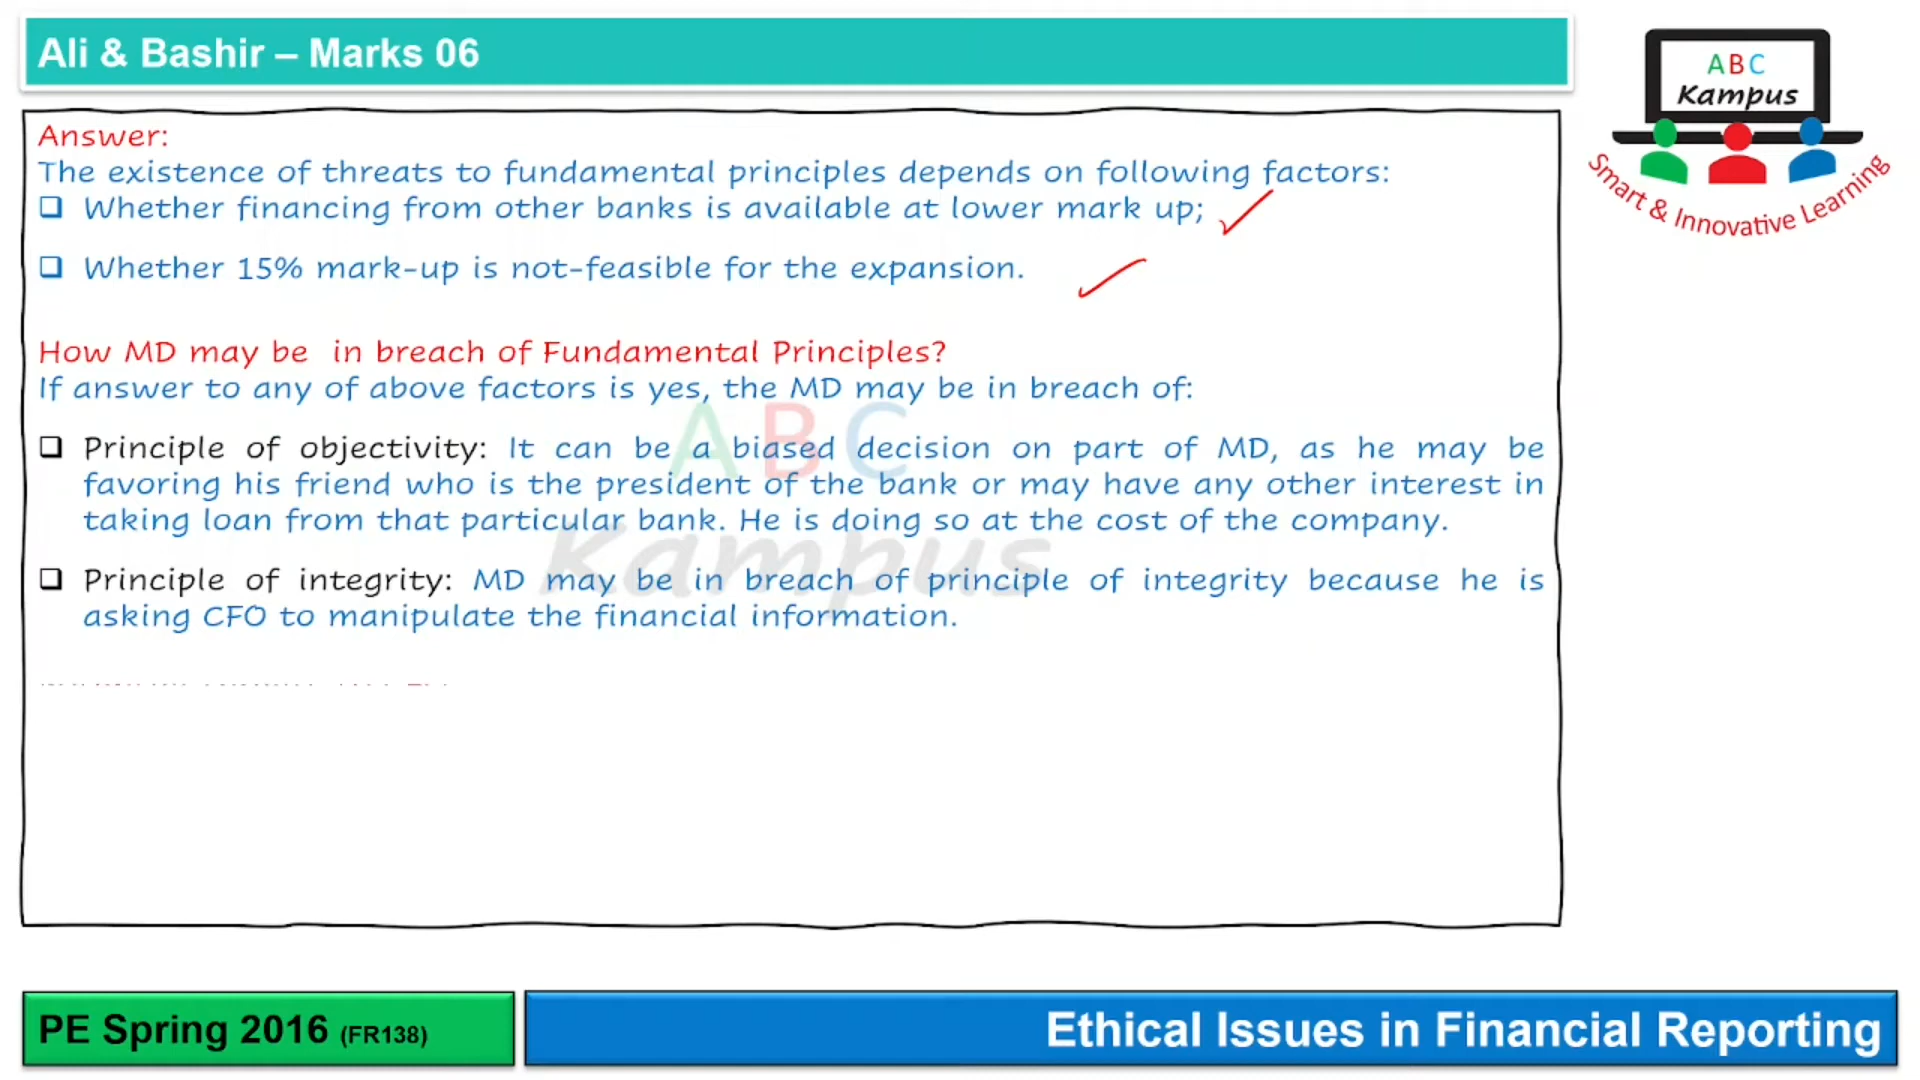 Ali & Bashir – Marks 06
ABC
Kampus
Smart & Innovative Learning
Answer:
The existence of threats to fundamental principles depends on following factors:
❑ Whether financing from other banks is available at lower mark up;
❑ Whether 15% mark-up is not-feasible for the expansion.
How MD may be in breach of Fundamental Principles?
If answer to any of above factors is yes, the MD may be in breach of:
❑ Principle of objectivity: It can be a biased decision on part of MD, as he may be
favoring his friend who is the president of the bank or may have any other interest in
taking loan from that particular bank. He is doing so at the cost of the company.
❑ Principle of integrity: MD may be in breach of principle of integrity because he is
asking CFO to manipulate the financial information.
ABC
Kampus
PE Spring 2016 (FR138)
Ethical Issues in Financial Reporting